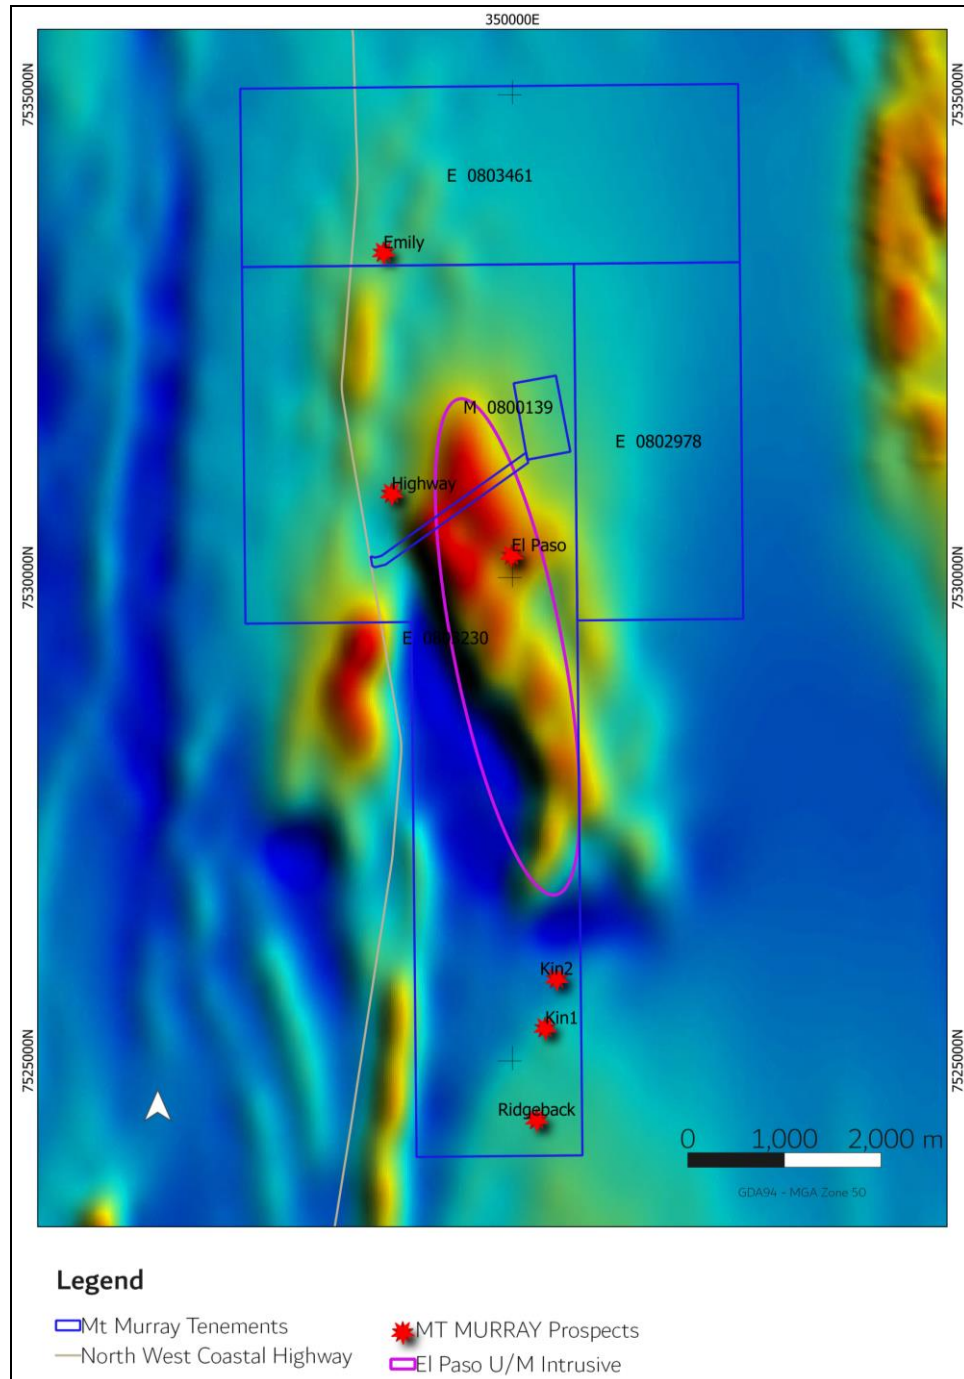 350000E
7535000N
7535000N
E 0803461
Emily
M 0800139
E 0802978
Highway
El Paso
7530000N
7530000N
E 0803230
Kin2
Kin1
7525000N
7525000N
Ridgeback
0 1,000 2,000 m
GDA94 - MGA Zone 50
Legend
Mt Murray Tenements
MT MURRAY Prospects
North West Coastal Highway
El Paso U/M Intrusive